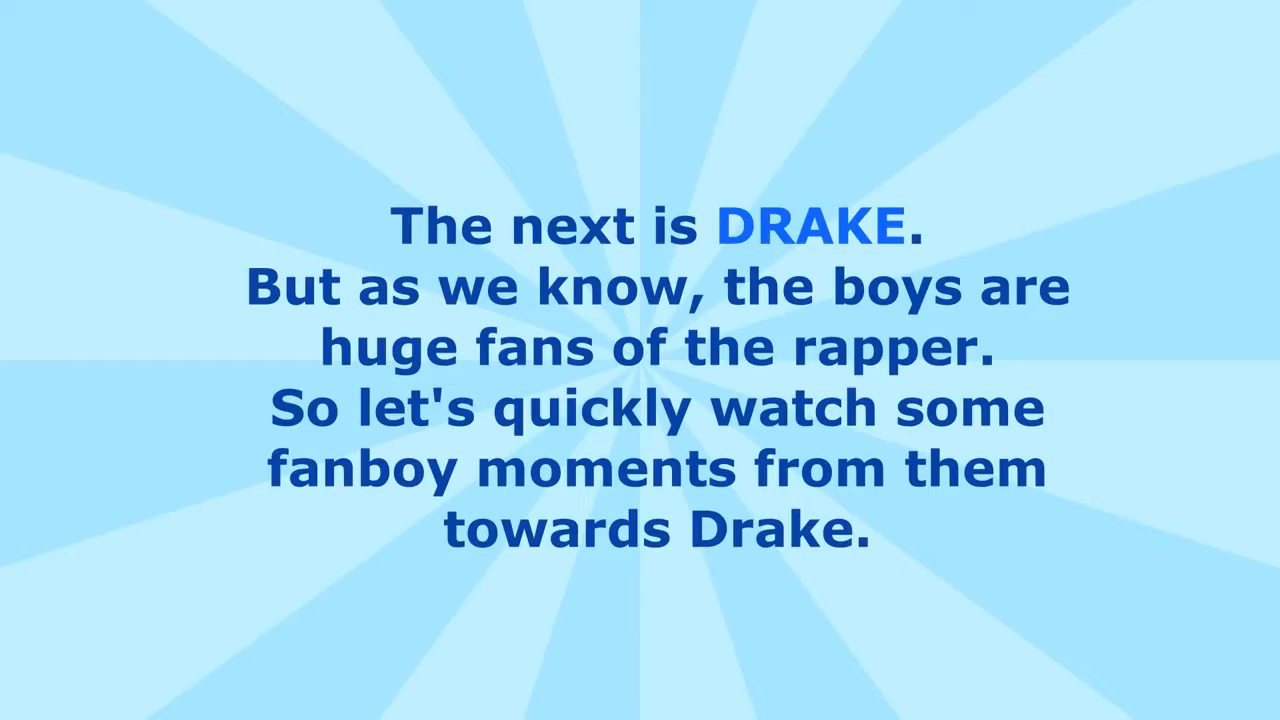 The next is DRAKE.
But as we know, the boys are
huge fans of the rapper.
So let's quickly watch some
fanboy moments from them
towards Drake.